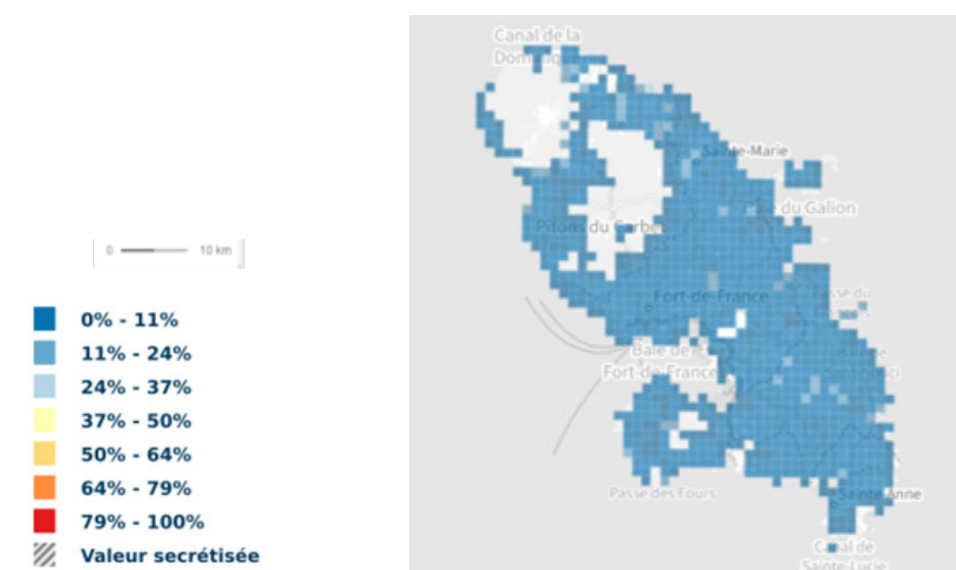 Canal de la
Dominique
Sainte-Marie
du Galion
Pitons du Carbet
Fort-de-France
Baie de
Fort-de-France
Passe des Fours
Sainte-Anne
Canal de
Sainte-Lucie
0 10 km
0% - 11%
11% - 24%
24% - 37%
37% - 50%
50% - 64%
64% - 79%
79% - 100%
Valeur secrétisée